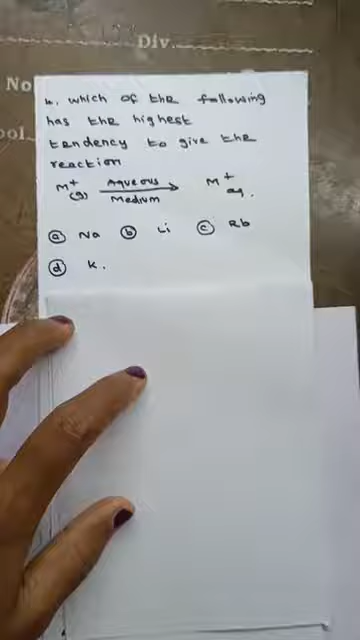 Div.
No
ool
4. which of the following
has the highest
tendency to give the
reaction
M+(g) Aqueous Medium → M+aq.
ⓐ Na ⓑ Li ⓒ Rb
ⓓ K.